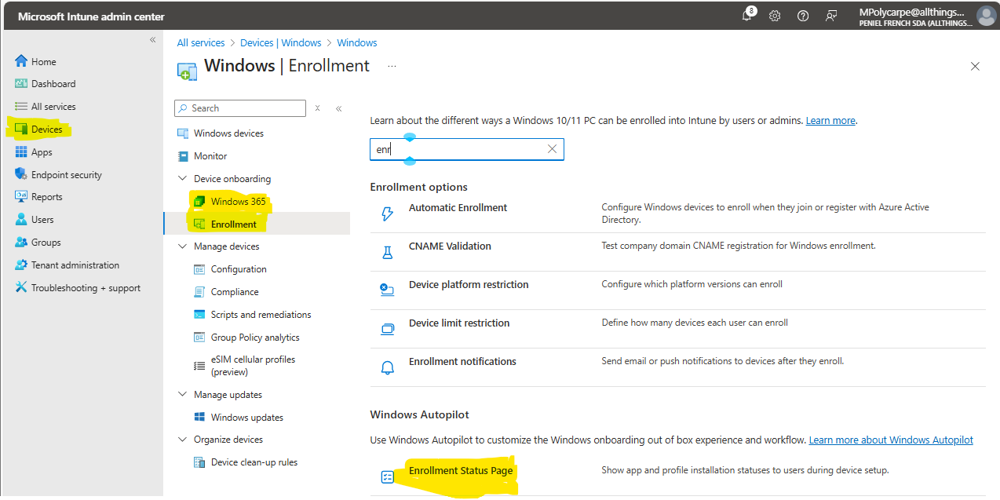 Microsoft Intune admin center
8
MPolycarpe@allthings...
PENIEL FRENCH SDA (ALLTHINGS...
Home
Dashboard
All services
Devices
Apps
Endpoint security
Reports
Users
Groups
Tenant administration
Troubleshooting + support
All services > Devices | Windows > Windows
Windows | Enrollment ...
Search
Windows devices
Monitor
Device onboarding
Windows 365
Enrollment
Manage devices
Configuration
Compliance
Scripts and remediations
Group Policy analytics
eSIM cellular profiles
(preview)
Manage updates
Windows updates
Organize devices
Device clean-up rules
Learn about the different ways a Windows 10/11 PC can be enrolled into Intune by users or admins. Learn more.
enr
Enrollment options
Automatic Enrollment
Configure Windows devices to enroll when they join or register with Azure Active
Directory.
CNAME Validation
Test company domain CNAME registration for Windows enrollment.
Device platform restriction
Configure which platform versions can enroll
Device limit restriction
Define how many devices each user can enroll
Enrollment notifications
Send email or push notifications to devices after they enroll.
Windows Autopilot
Use Windows Autopilot to customize the Windows onboarding out of box experience and workflow. Learn more about Windows Autopilot
Enrollment Status Page
Show app and profile installation statuses to users during device setup.